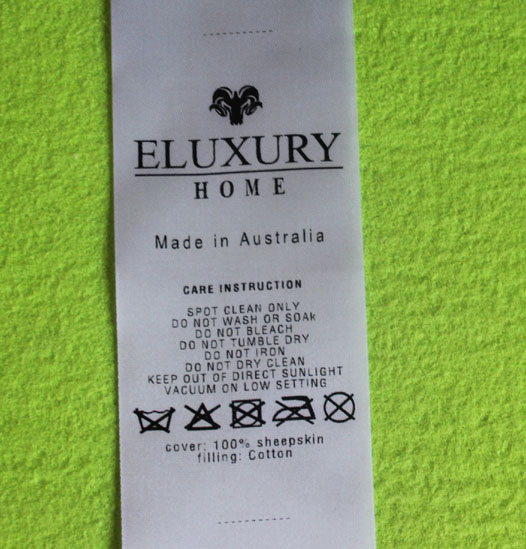 ELUXURY
HOME
Made in Australia
CARE INSTRUCTION
SPOT CLEAN ONLY
DO NOT WASH OR SOAK
DO NOT BLEACH
DO NOT TUMBLE DRY
DO NOT IRON
DO NOT DRY CLEAN
KEEP OUT OF DIRECT SUNLIGHT
VACUUM ON LOW SETTING
cover: 100% sheepskin
filling: Cotton